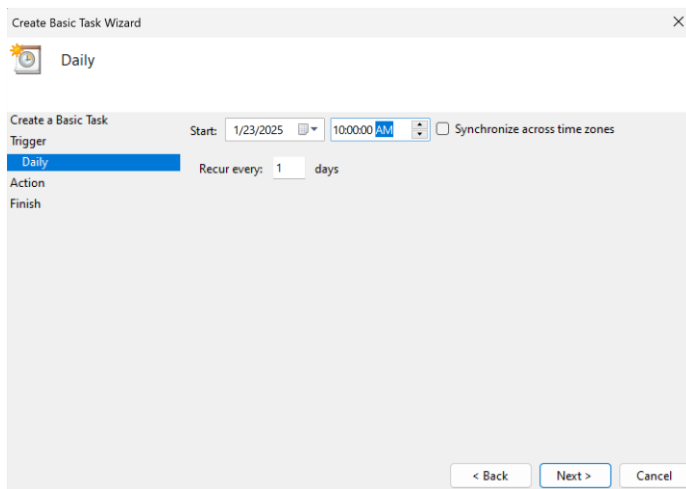 Create Basic Task Wizard
Daily
Create a Basic Task
Trigger
Daily
Action
Finish
Start: 1/23/2025 10:00:00 AM Synchronize across time zones
Recur every: 1 days
< Back Next > Cancel